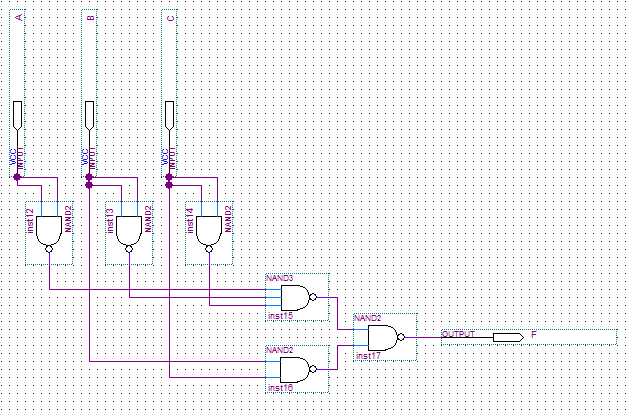 A
B
C
VCC
INPUT
VCC
INPUT
VCC
INPUT
inst12
NAND2
inst13
NAND2
inst14
NAND2
NAND3
inst15
NAND2
inst17
OUTPUT
F
NAND2
inst16